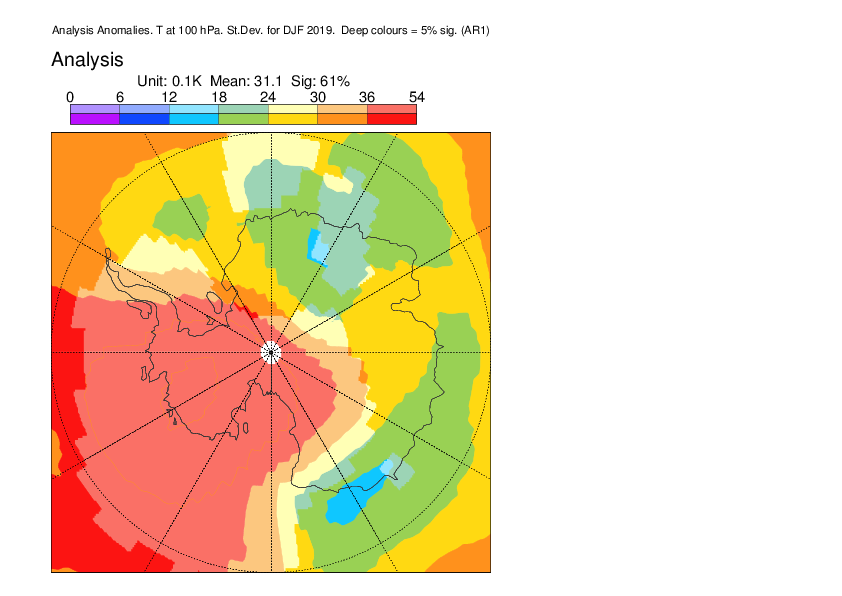 Analysis Anomalies. T at 100 hPa. St.Dev. for DJF 2019.  Deep colours = 5% sig. (AR1)
Analysis
Unit: 0.1K  Mean: 31.1  Sig: 61%
0 6 12 18 24 30 36 54